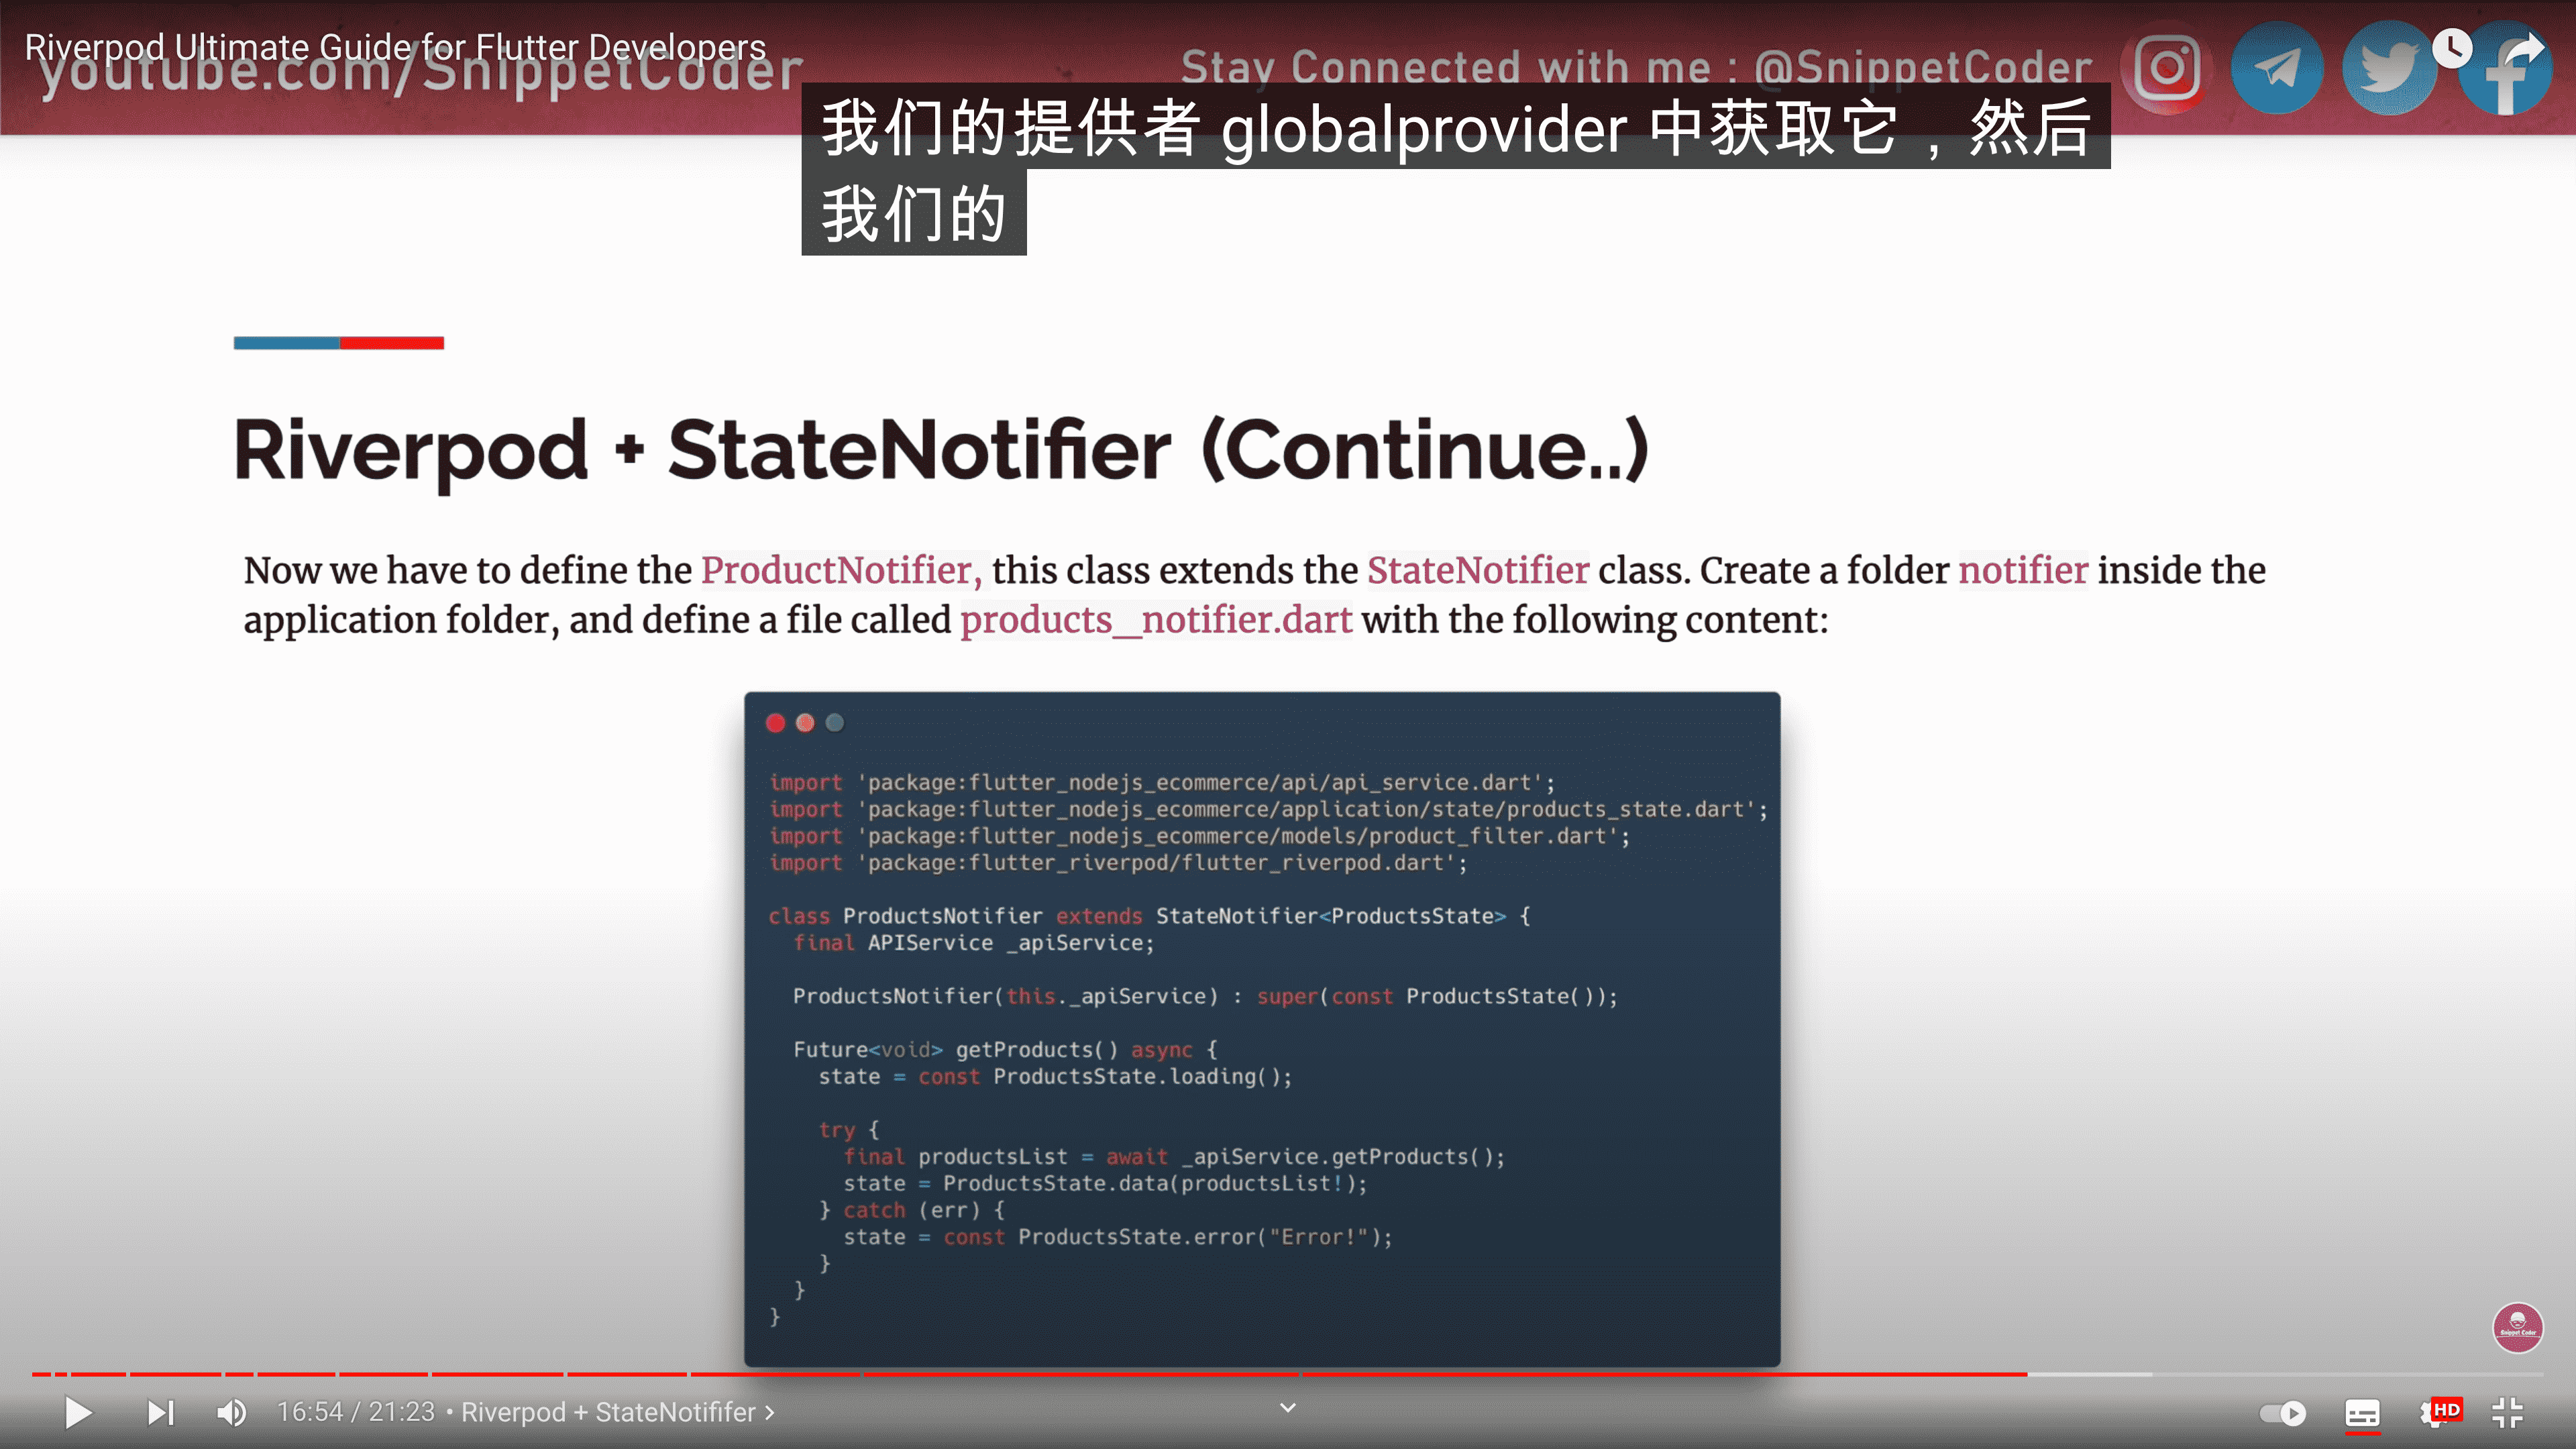 Riverpod Ultimate Guide for Flutter Developers
youtube.com/SnippetCoder
Stay Connected with me : @SnippetCoder
我们的提供者 globalprovider 中获取它，然后
我们的
Riverpod + StateNotifier (Continue..)
Now we have to define the ProductNotifier, this class extends the StateNotifier class. Create a folder notifier inside the
application folder, and define a file called products_notifier.dart with the following content:
import 'package:flutter_nodejs_ecommerce/api/api_service.dart';
import 'package:flutter_nodejs_ecommerce/application/state/products_state.dart';
import 'package:flutter_nodejs_ecommerce/models/product_filter.dart';
import 'package:flutter_riverpod/flutter_riverpod.dart';
class ProductsNotifier extends StateNotifier<ProductsState> {
final APIService _apiService;
ProductsNotifier(this._apiService) : super(const ProductsState());
Future<void> getProducts() async {
state = const ProductsState.loading();
try {
final productsList = await _apiService.getProducts();
state = ProductsState.data(productsList!);
} catch (err) {
state = const ProductsState.error("Error!");
}
}
}
Snippet Coder
16:54 / 21:23 • Riverpod + StateNotififer
HD